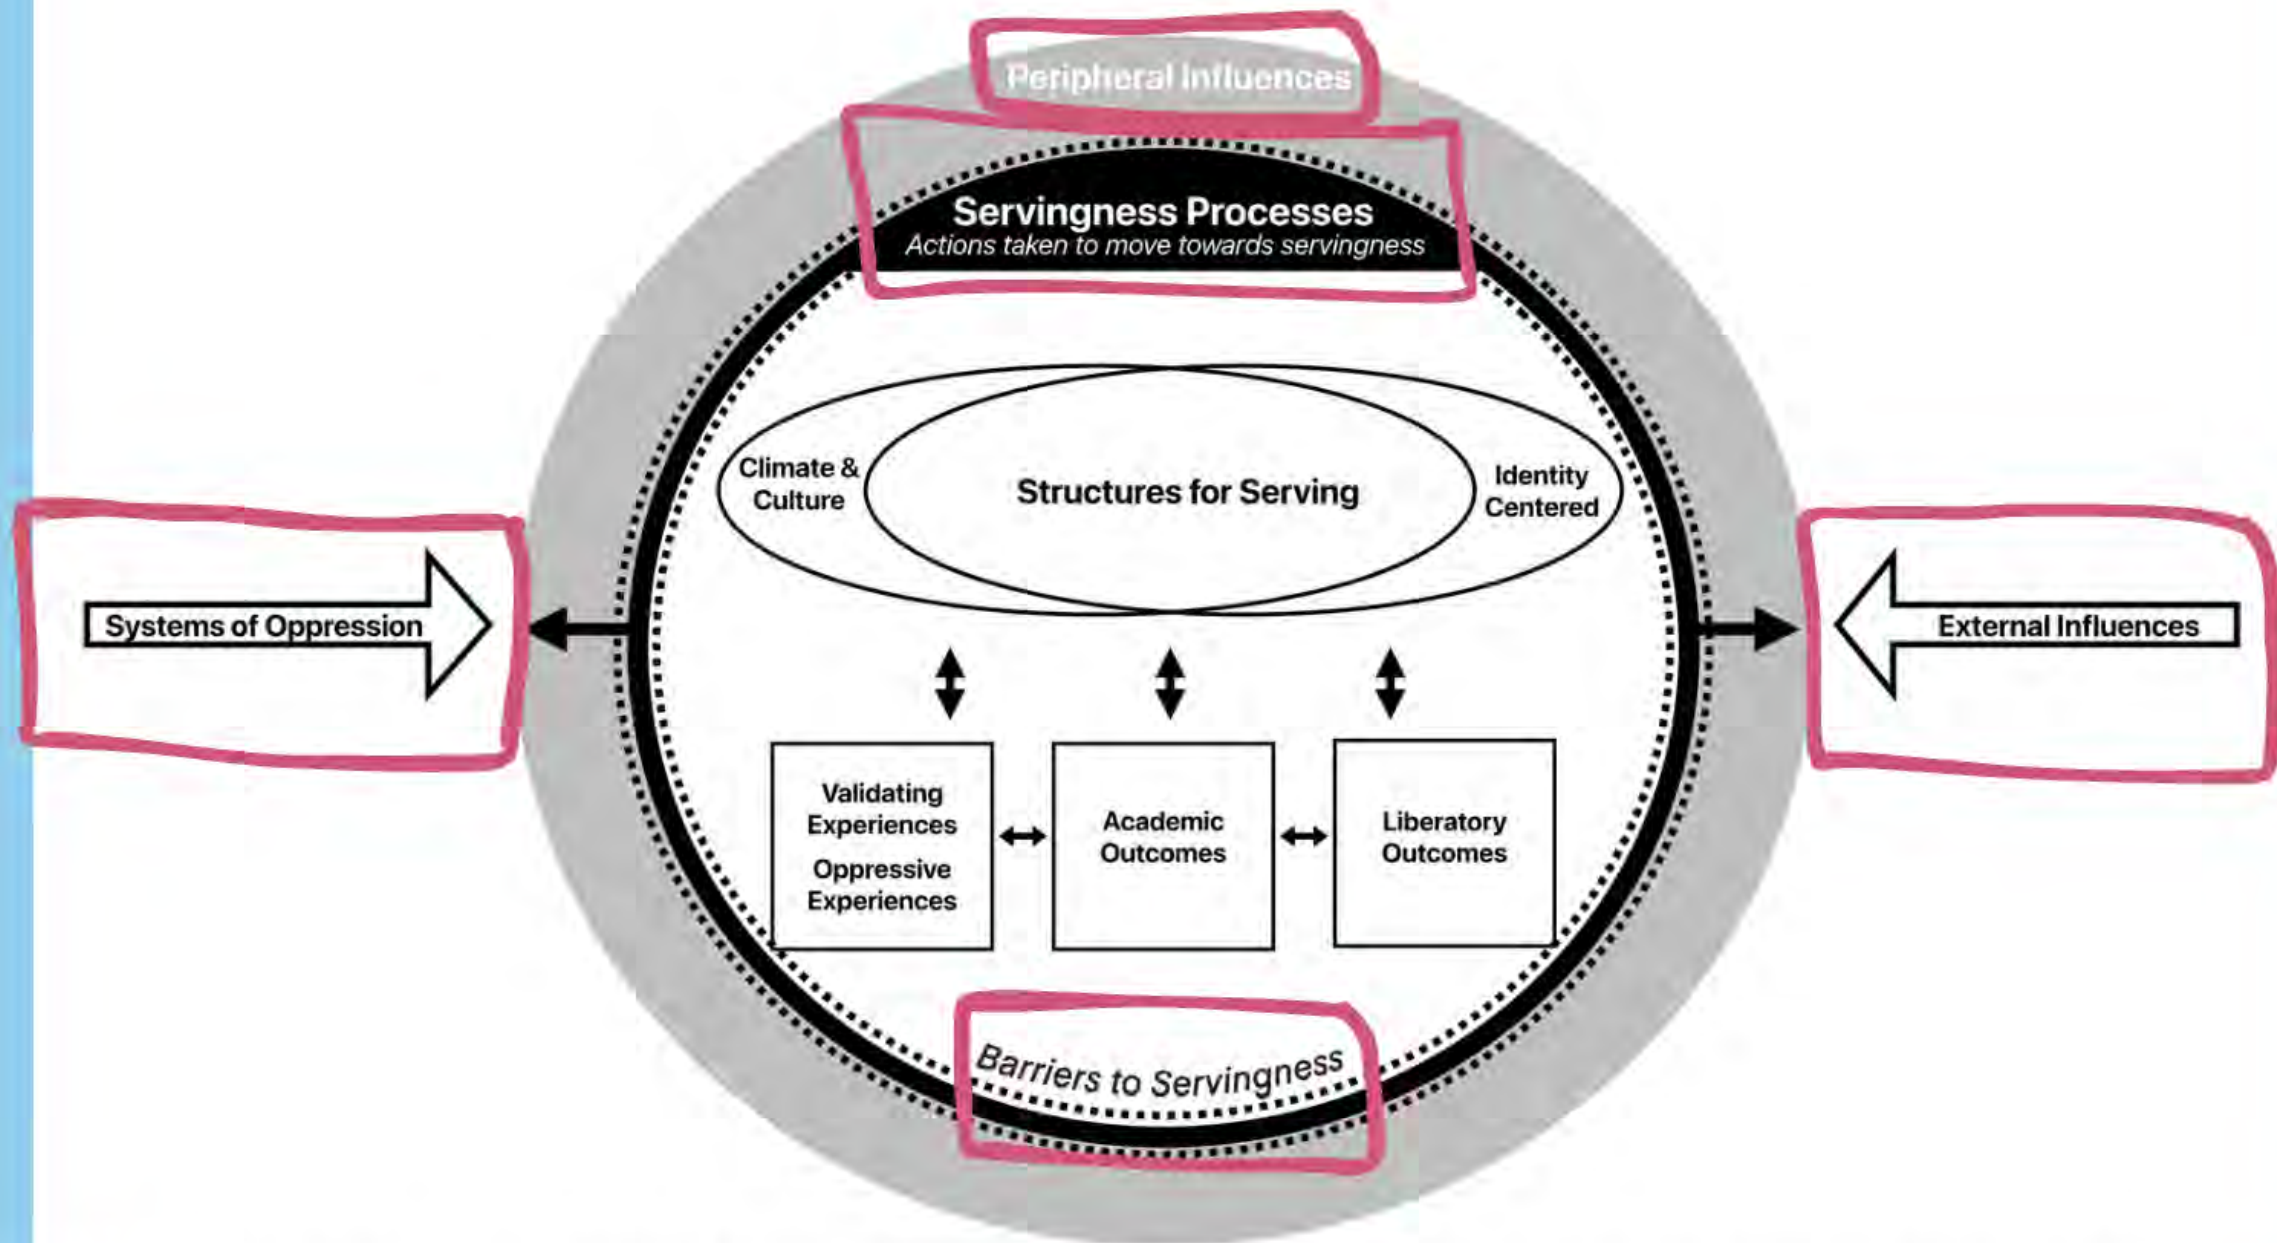 Peripheral Influences
Servingness Processes
Actions taken to move towards servingness
Climate &
Culture
Structures for Serving
Identity
Centered
Systems of Oppression
External Influences
Validating
Experiences
Oppressive
Experiences
Academic
Outcomes
Liberatory
Outcomes
Barriers to Servingness